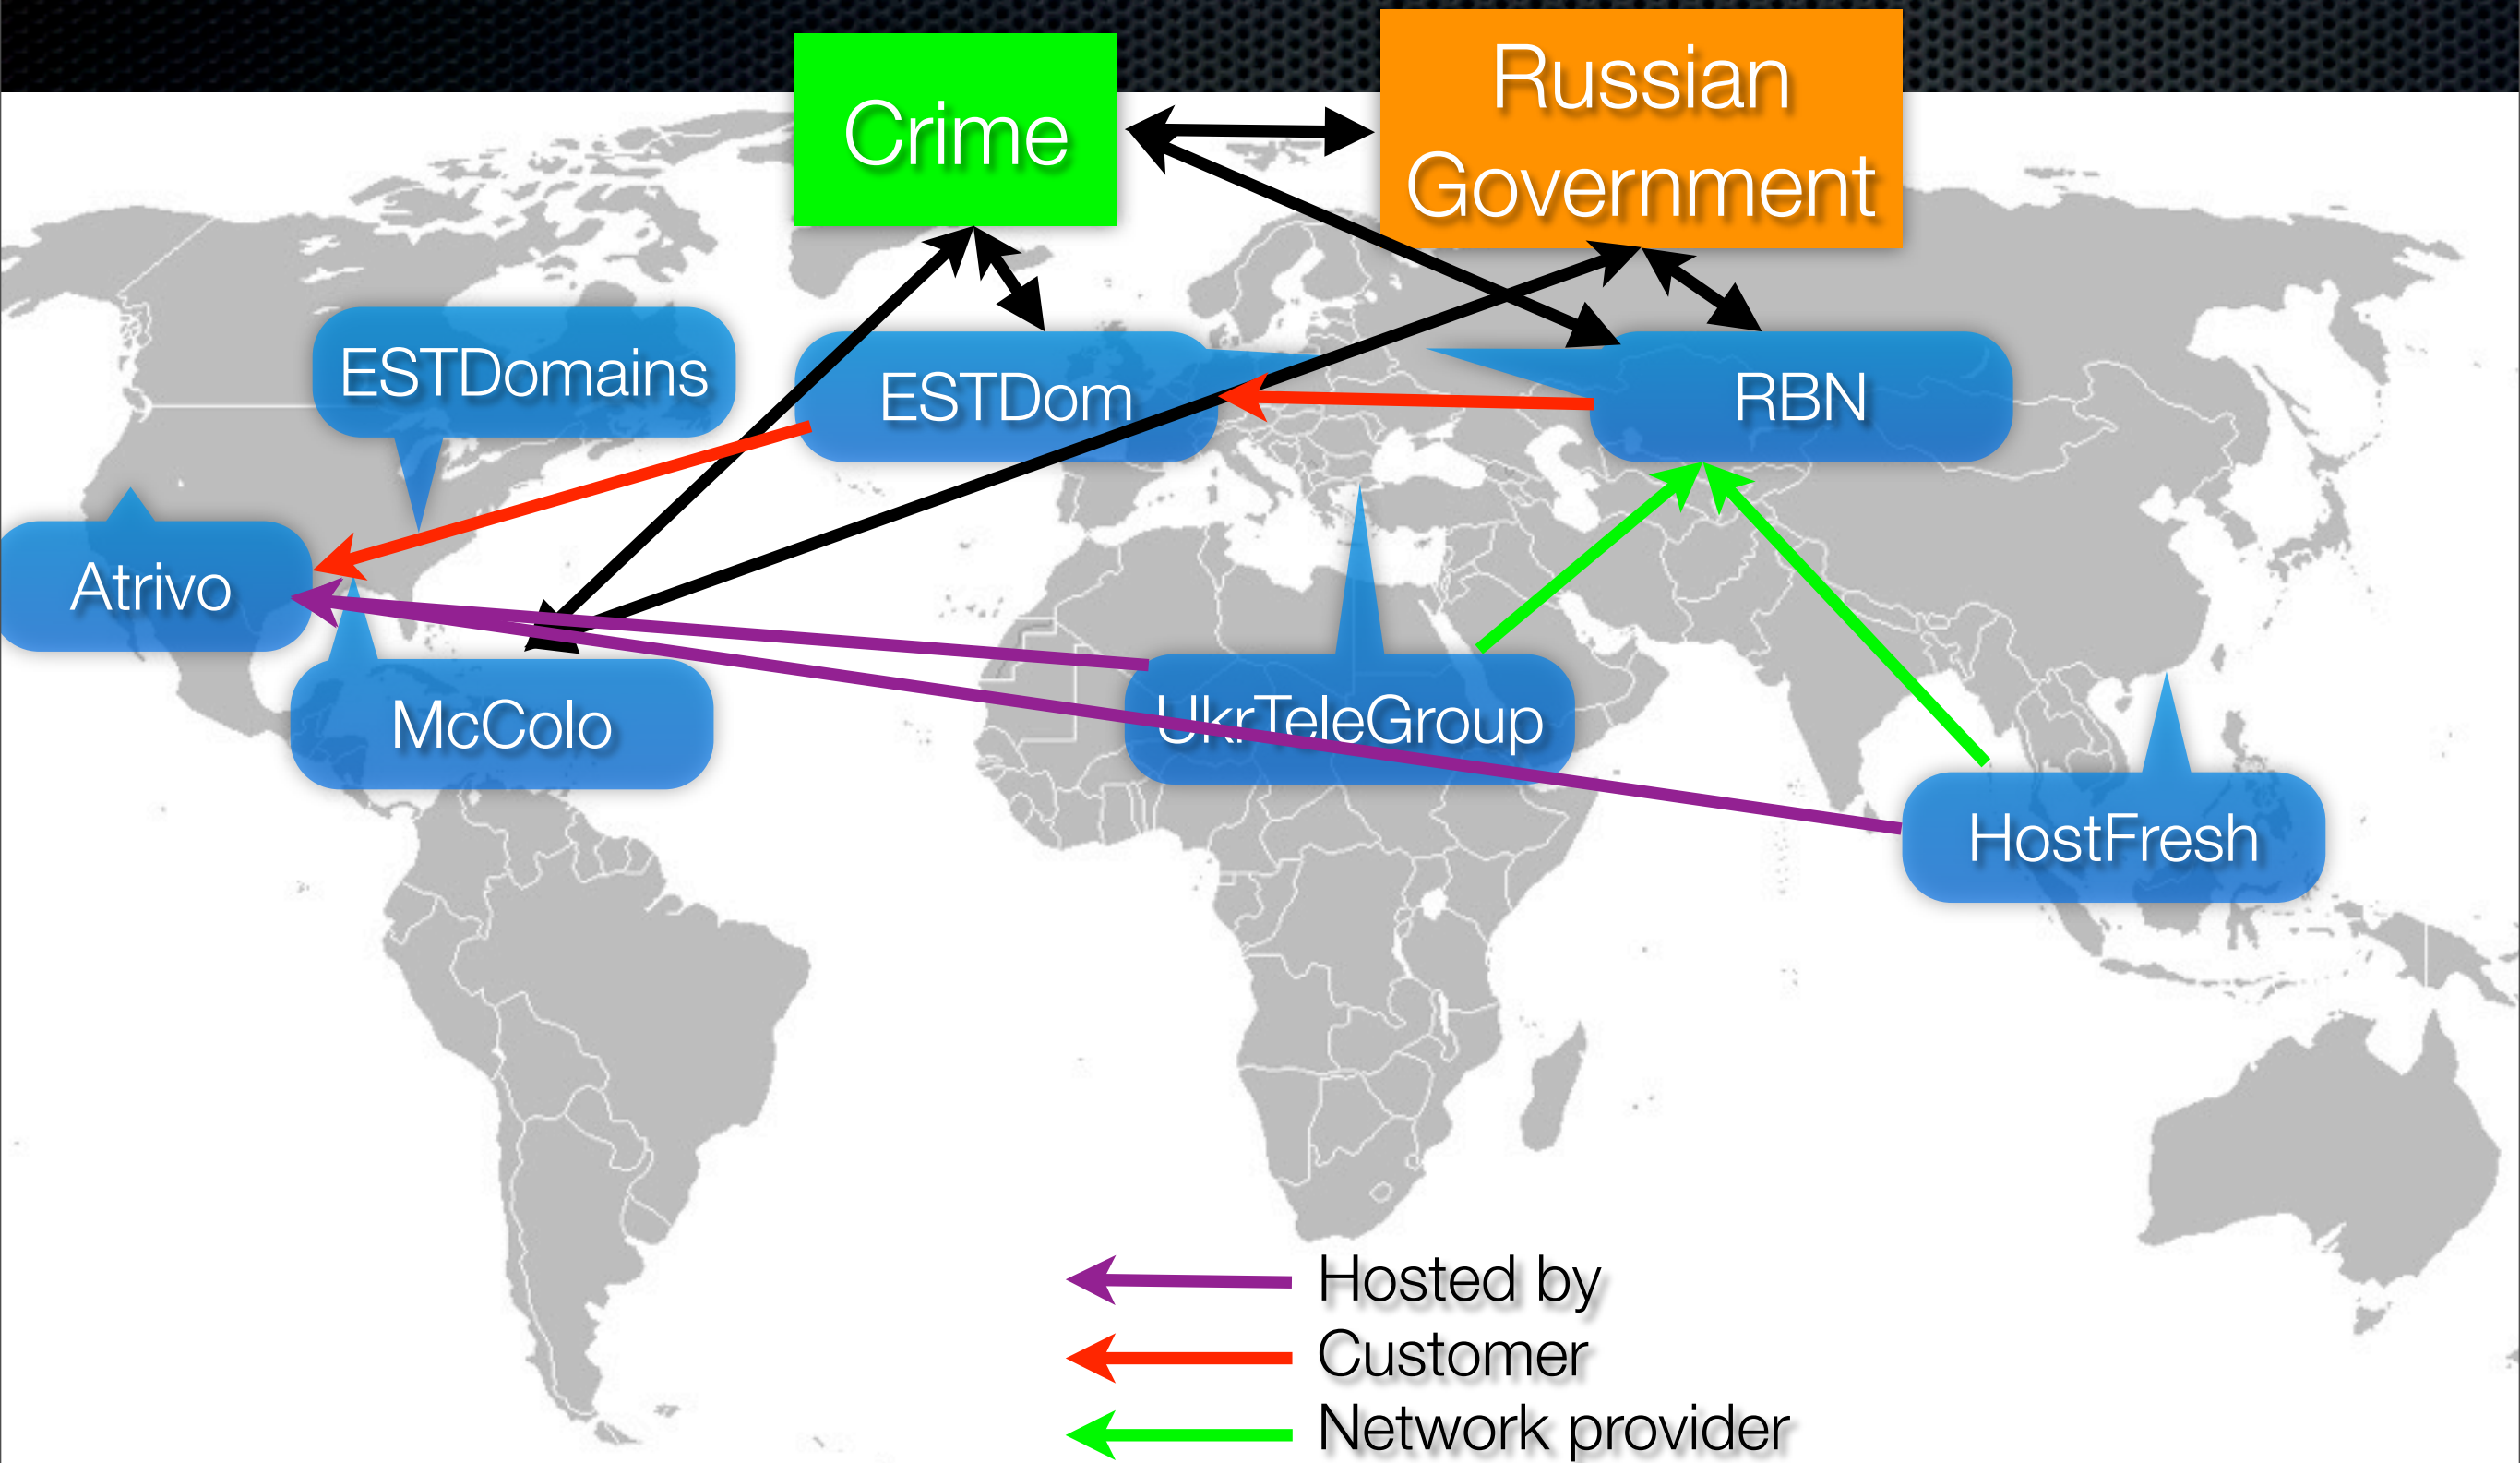 Crime
Russian
Government
ESTDomains
ESTDom
RBN
Atrivo
McColo
UkrTeleGroup
HostFresh
Hosted by
Customer
Network provider